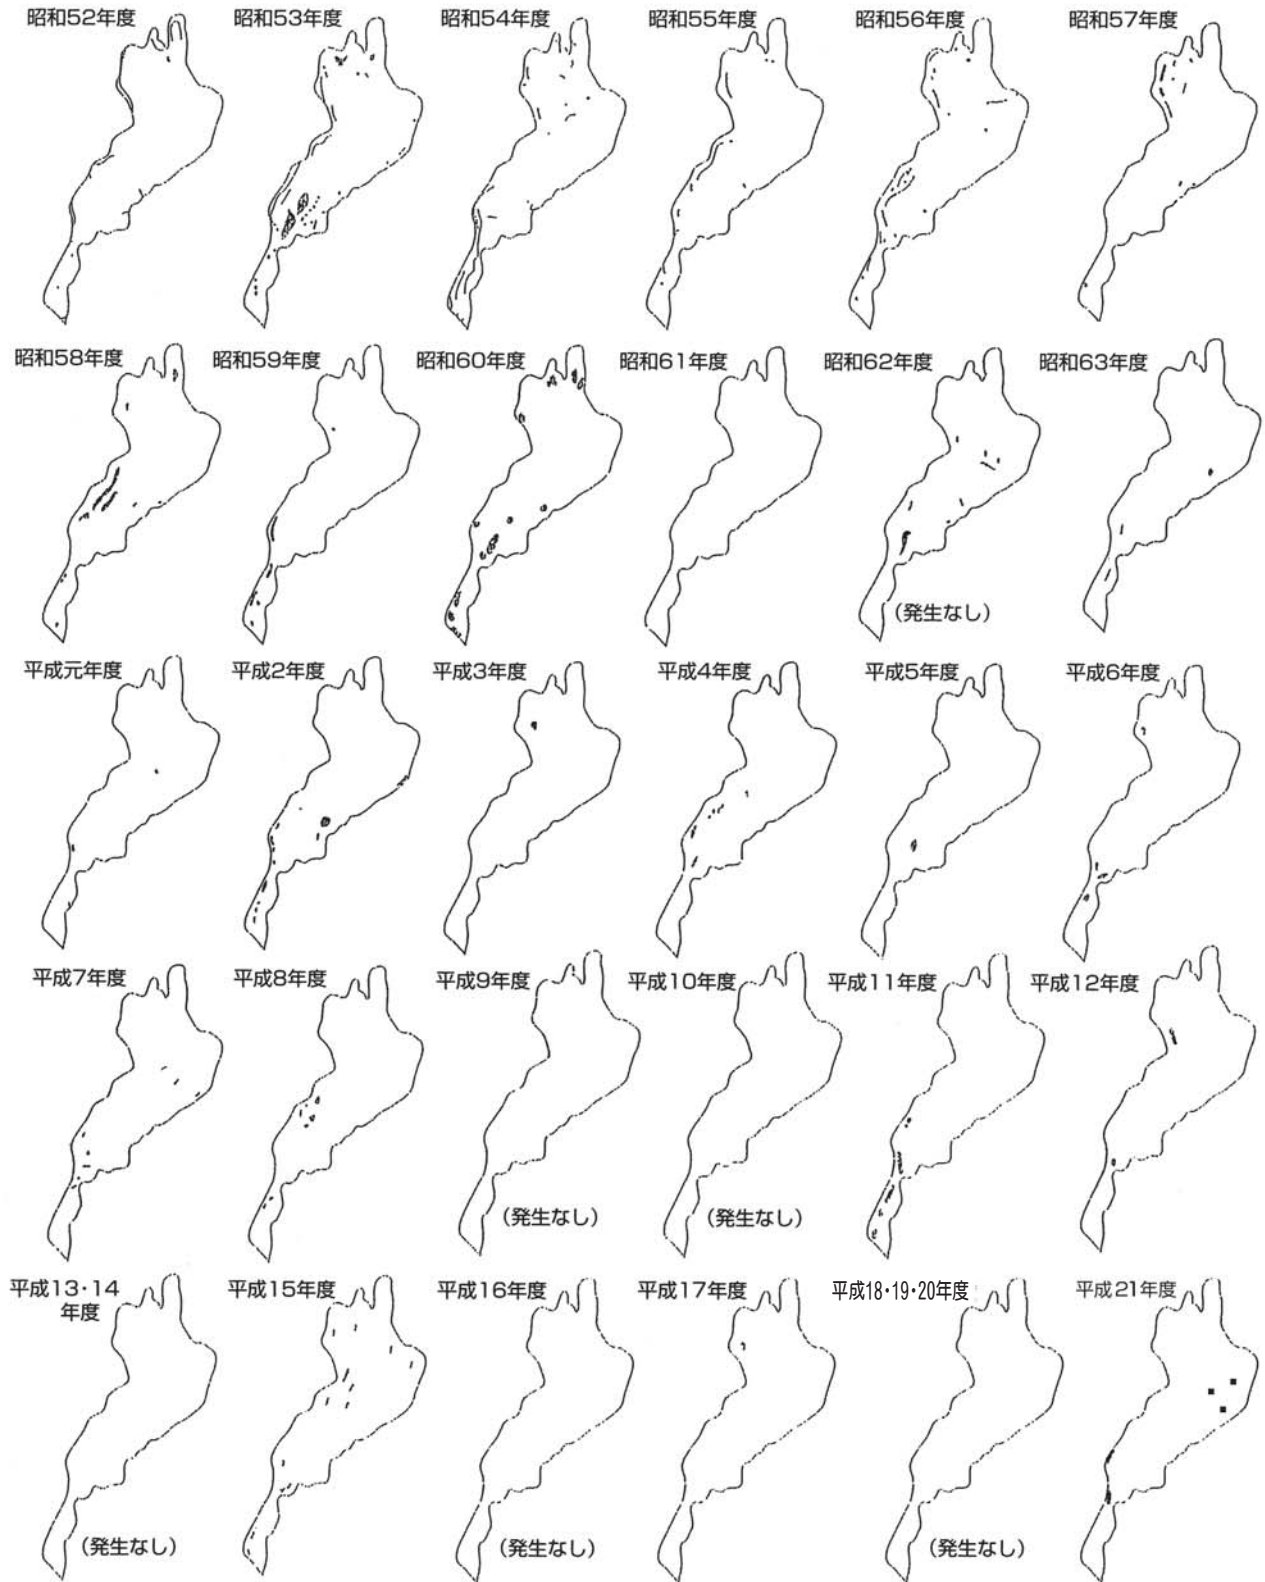 昭和52年度
昭和53年度
昭和54年度
昭和55年度
昭和56年度
昭和57年度
昭和58年度
昭和59年度
昭和60年度
昭和61年度
昭和62年度
昭和63年度
(発生なし)
平成元年度
平成2年度
平成3年度
平成4年度
平成5年度
平成6年度
平成7年度
平成8年度
平成9年度
平成10年度
平成11年度
平成12年度
(発生なし)
(発生なし)
平成13・14
年度
平成15年度
平成16年度
平成17年度
平成18・19・20年度
平成21年度
(発生なし)
(発生なし)
(発生なし)